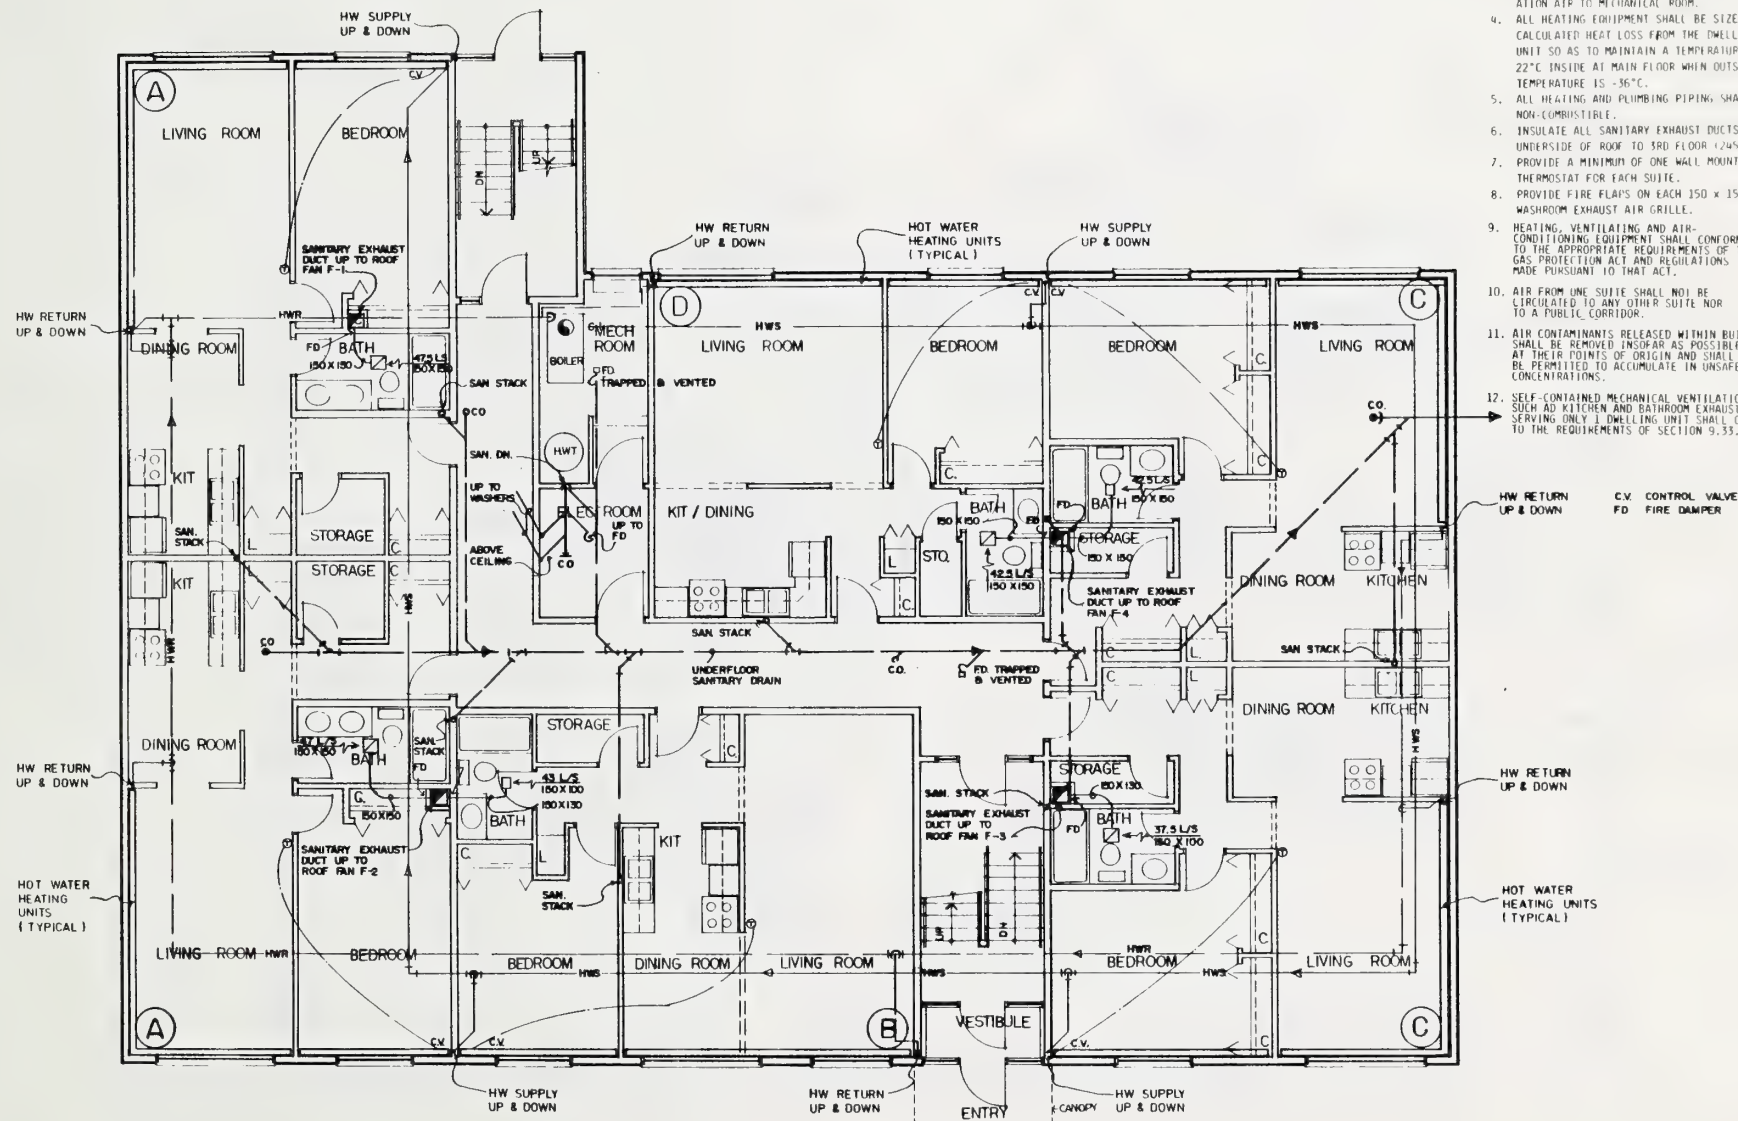 HW SUPPLY
UP & DOWN
ATION AIR TO MECHANICAL ROOM.
4. ALL HEATING EQUIPMENT SHALL BE SIZE
CALCULATED HEAT LOSS FROM THE DWELL
UNIT SO AS TO MAINTAIN A TEMPERATUR
22°C INSIDE AT MAIN FLOOR WHEN OUTS
TEMPERATURE IS -36°C.
5. ALL HEATING AND PLUMBING PIPING SHA
NON-COMBUSTIBLE.
6. INSULATE ALL SANITARY EXHAUST DUCTS
UNDERSIDE OF ROOF TO 3RD FLOOR
7. PROVIDE A MINIMUM OF ONE WALL MOUNT
THERMOSTAT FOR EACH SUITE.
8. PROVIDE FIRE FLAPS ON EACH 150 x 15
WASHROOM EXHAUST AIR GRILLE.
9. HEATING, VENTILATING AND AIR-
CONDITIONING EQUIPMENT SHALL CONFORM
TO THE APPROPRIATE REQUIREMENTS OF
GAS PROTECTION ACT AND REGULATIONS
MADE PURSUANT TO THAT ACT.
10. AIR FROM ONE SUITE SHALL NOT BE
CIRCULATED TO ANY OTHER SUITE NOR
TO A PUBLIC CORRIDOR.
11. AIR CONTAMINANTS RELEASED WITHIN BUI
SHALL BE REMOVED INSOFAR AS POSSIBLE
AT THEIR POINTS OF ORIGIN AND SHALL
BE PERMITTED TO ACCUMULATE IN UNSAFE
CONCENTRATIONS.
12. SELF-CONTAINED MECHANICAL VENTILATIO
SUCH AD KITCHEN AND BATHROOM EXHAUST
SERVING ONLY 1 DWELLING UNIT SHALL C
TO THE REQUIREMENTS OF SECTION 9.33.
C.V. CONTROL VALVE
FD FIRE DAMPER
A
C.V.
LIVING ROOM
BEDROOM
DN
UP
SANITARY EXHAUST
DUCT UP TO ROOF
FAN F-1
HW RETURN
UP & DOWN
HOT WATER
HEATING UNITS
(TYPICAL)
HW SUPPLY
UP & DOWN
HW RETURN
UP & DOWN
HWR
DINING ROOM
FD
BATH
150 X 150
47.5 LS
150X150
SAN STACK
CO
MECH
ROOM
BOILER
FD
TRAPPED & VENTED
D
LIVING ROOM
HWS
C.V.
BEDROOM
C.V.
BEDROOM
C.
C
HWS
LIVING ROOM
C
CO.
KIT
SAN. DN.
HWT
UP TO
WASHERS
ELEC ROOM
UP TO
FD
ABOVE
CEILING
CO
KIT / DINING
C.
BATH
150 X 150
FD
STO.
L
C.
42.5 L/S
150 X 150
BATH
42.5 L/S
150 X 150
FD
STORAGE
150 X 150
SANITARY EXHAUST
DUCT UP TO ROOF
FAN F-4
HW RETURN
UP & DOWN
SAN.
STACK
L
STORAGE
C
KIT
STORAGE
C
HWS
HWR
DINING ROOM
KITCHEN
SAN. STACK
SAN STACK
CO
UNDERFLOOR
SANITARY DRAIN
C.O.
F.D. TRAPPED
& VENTED
C
L.
C
L
DINING ROOM
KITCHEN
HWS
DINING ROOM
HW RETURN
UP & DOWN
47 L/S
150X150
BATH
SAN.
STACK
FD
C.
150X150
SANITARY EXHAUST
DUCT UP TO
ROOF FAN F-2
STORAGE
C.
43 L/S
150X100
150X130
BATH
C.
L
SAN.
STACK
KIT
SAN. STACK
SANITARY EXHAUST
DUCT UP TO
ROOF FAN F-3
STORAGE
150X130
BATH
FD
37.5 L/S
150 X 100
HW RETURN
UP & DOWN
HOT WATER
HEATING
UNITS
(TYPICAL)
HOT WATER
HEATING UNITS
(TYPICAL)
LIVING ROOM
HWR
BEDROOM
BEDROOM
HWS
DINING ROOM
LIVING ROOM
UP
DN
HWS
HWR
BEDROOM
HWS
C
LIVING ROOM
A
C.V.
C.V.
B
VESTIBULE
C.V.
C
C
HW SUPPLY
UP & DOWN
HW RETURN
UP & DOWN
ENTRY
CANOPY
HW SUPPLY
UP & DOWN